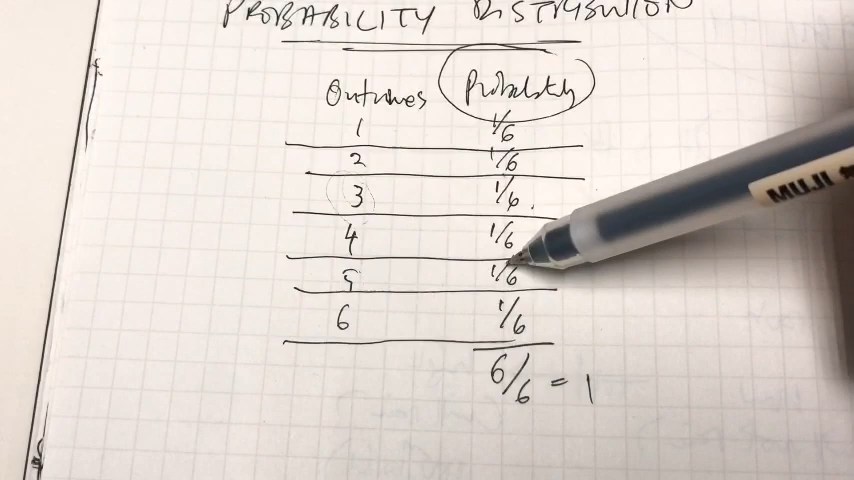 PROBABILITY DISTRIBUTION
Outcomes Probability
1 1/6
2 1/6
3 1/6.
4 1/6
5 1/6
6 1/6
6/6 = 1
MUJI